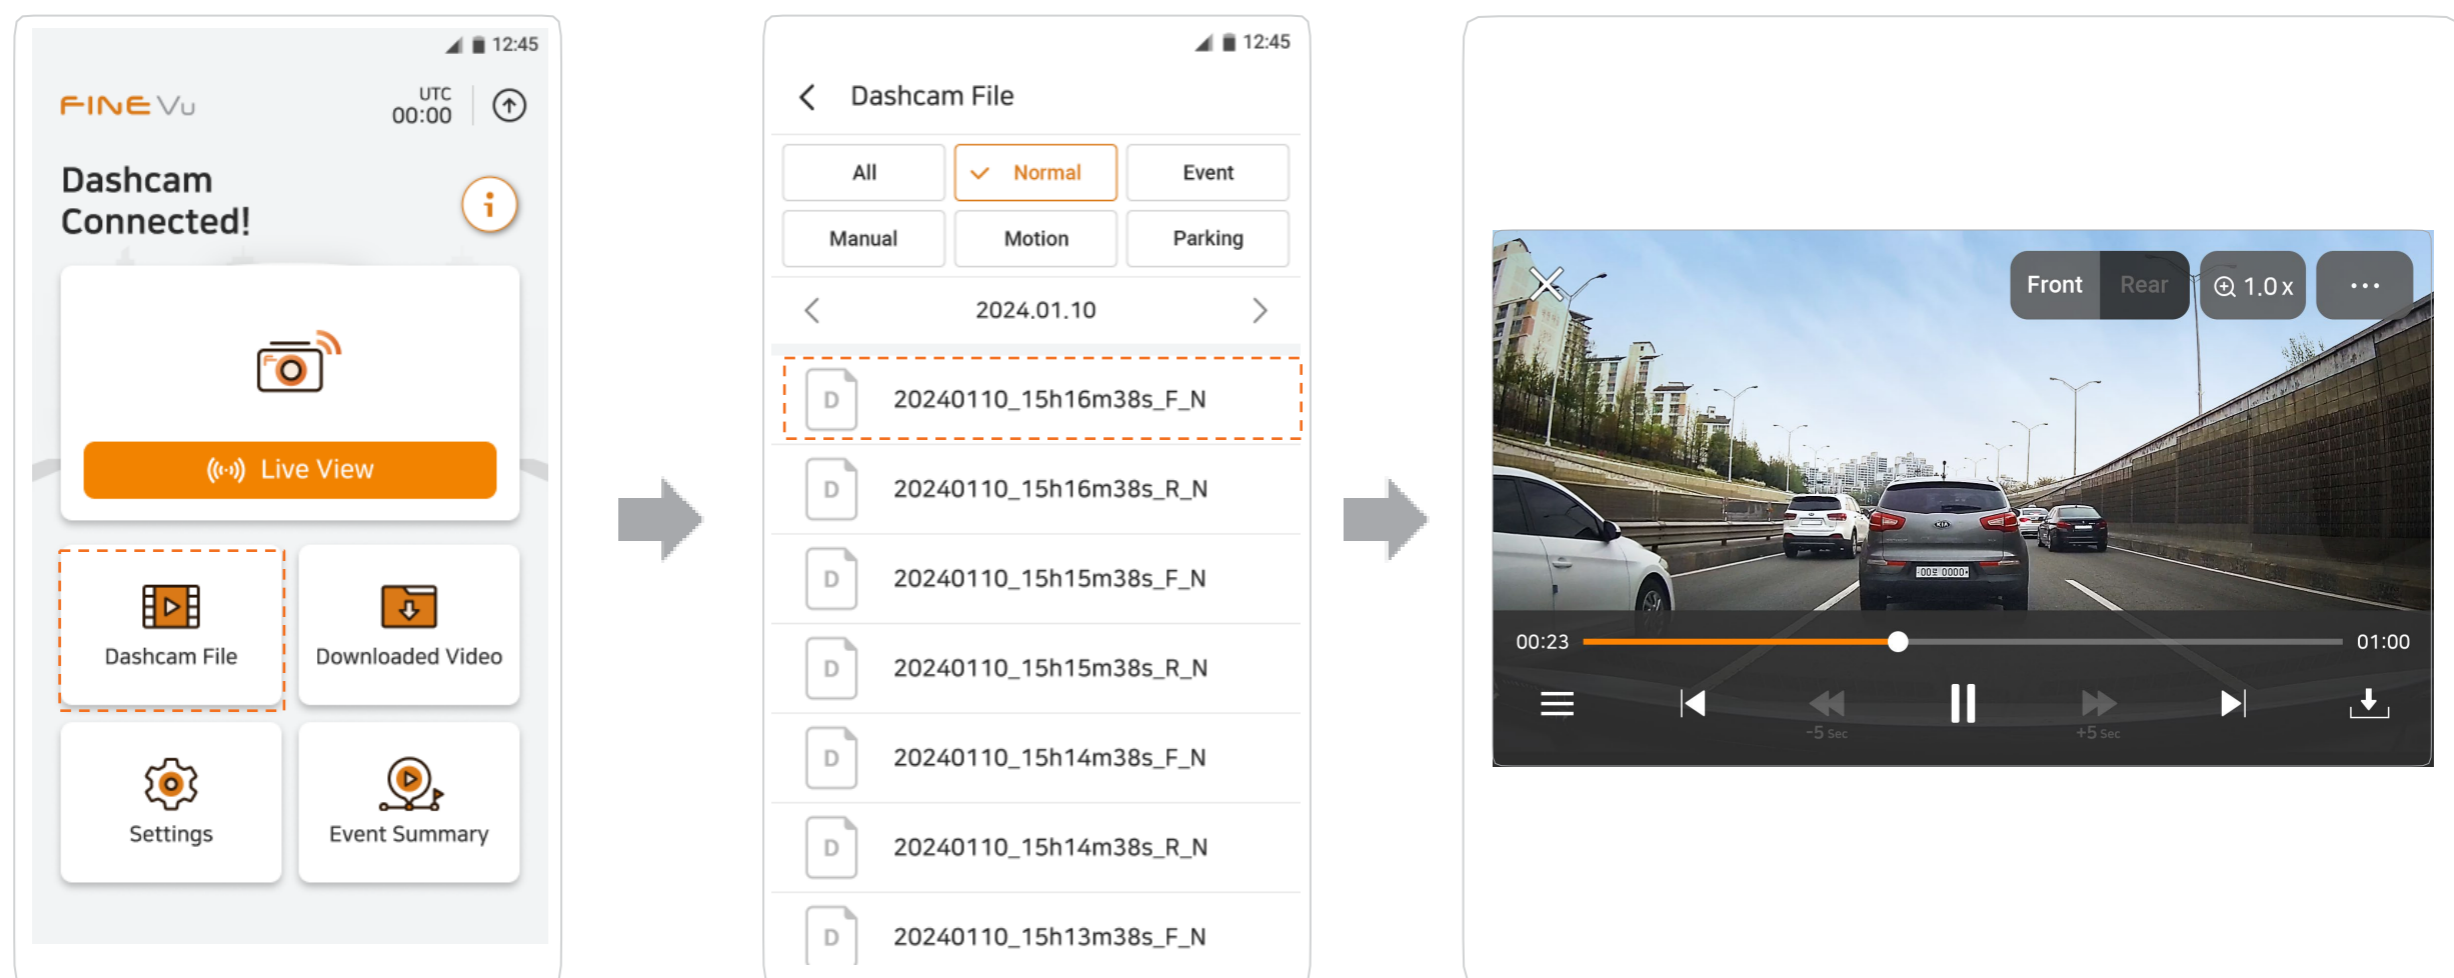 12:45
FINEVu
UTC
00:00
Dashcam
Connected!
Live View
Dashcam File
Downloaded Video
Settings
Event Summary
12:45
Dashcam File
All
Normal
Event
Manual
Motion
Parking
2024.01.10
D 20240110_15h16m38s_F_N
D 20240110_15h16m38s_R_N
D 20240110_15h15m38s_F_N
D 20240110_15h15m38s_R_N
D 20240110_15h14m38s_F_N
D 20240110_15h14m38s_R_N
D 20240110_15h13m38s_F_N
Front
Rear
1.0x
KIA
00:23
01:00
-5 Sec
+5 Sec